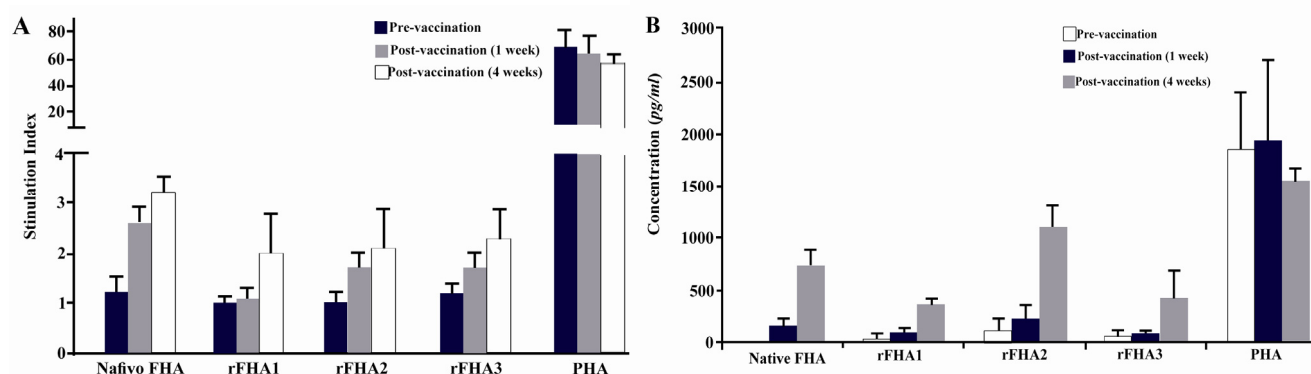 A
Stinulation Index
80
60
40
20
4
3
2
1
0
Pre-vaccination
Post-vaccination (1 week)
Post-vaccination (4 weeks)
Nafivo FHA rFHA1 rFHA2 rFHA3 PHA
B
Concentration (pg/ml)
3000
2500
2000
1500
1000
500
0
Pre-vaccination
Post-vaccination (1 week)
Post-vaccination (4 weeks)
Native FHA rFHA1 rFHA2 rFHA3 PHA